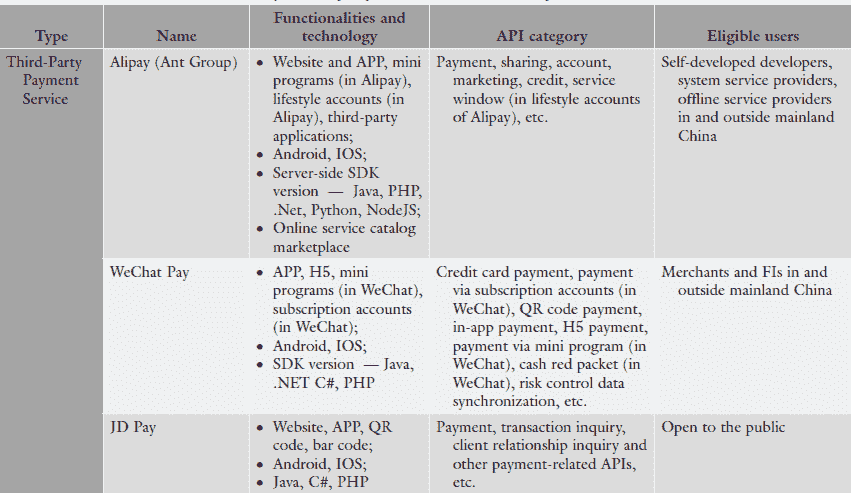 Type Name Functionalities and technology API category Eligible users
Third-Party
Payment
Service
Alipay (Ant Group)
• Website and APP, mini
programs (in Alipay),
lifestyle accounts (in
Alipay), third-party
applications;
• Android, IOS;
• Server-side SDK
version — Java, PHP,
.Net, Python, NodeJS;
• Online service catalog
marketplace
Payment, sharing, account,
marketing, credit, service
window (in lifestyle accounts
of Alipay), etc.
Self-developed developers,
system service providers,
offline service providers
in and outside mainland
China
WeChat Pay
• APP, H5, mini
programs (in WeChat),
subscription accounts
(in WeChat);
• Android, IOS;
• SDK version — Java,
.NET C#, PHP
Credit card payment, payment
via subscription accounts (in
WeChat), QR code payment,
in-app payment, H5 payment,
payment via mini program (in
WeChat), cash red packet (in
WeChat), risk control data
synchronization, etc.
Merchants and FIs in and
outside mainland China
JD Pay
• Website, APP, QR
code, bar code;
• Android, IOS;
• Java, C#, PHP
Payment, transaction inquiry,
client relationship inquiry and
other payment-related APIs,
etc.
Open to the public